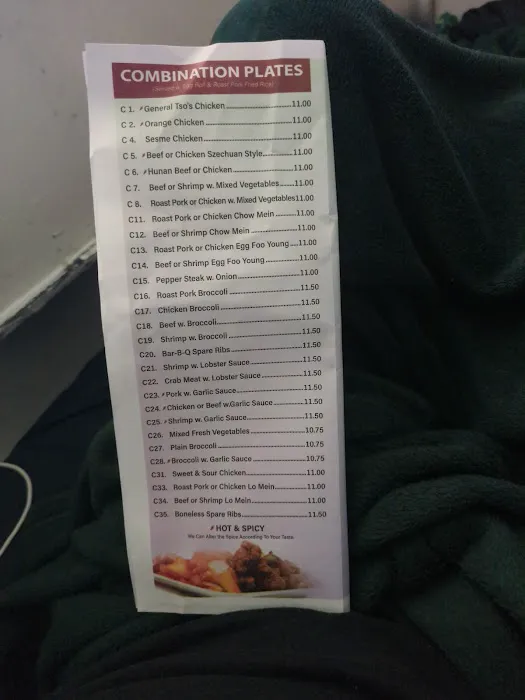 COMBINATION PLATES
(Served w. Egg Roll & Roast Pork Fried Rice)
C 1. General Tso's Chicken 11.00
C 2. Orange Chicken 11.00
C 4. Sesme Chicken 11.00
C 5. Beef or Chicken Szechuan Style 11.00
C 6. Hunan Beef or Chicken 11.00
C 7. Beef or Shrimp w. Mixed Vegetables 11.00
C 8. Roast Pork or Chicken w. Mixed Vegetables 11.00
C11. Roast Pork or Chicken Chow Mein 11.00
C12. Beef or Shrimp Chow Mein 11.00
C13. Roast Pork or Chicken Egg Foo Young 11.00
C14. Beef or Shrimp Egg Foo Young 11.00
C15. Pepper Steak w. Onion 11.00
C16. Roast Pork Broccoli 11.50
C17. Chicken Broccoli 11.50
C18. Beef w. Broccoli 11.50
C19. Shrimp w. Broccoli 11.50
C20. Bar-B-Q Spare Ribs 11.50
C21. Shrimp w. Lobster Sauce 11.50
C22. Crab Meat w. Lobster Sauce 11.50
C23. Pork w. Garlic Sauce 11.50
C24. Chicken or Beef w.Garlic Sauce 11.50
C25. Shrimp w. Garlic Sauce 11.50
C26. Mixed Fresh Vegetables 10.75
C27. Plain Broccoli 10.75
C28. Broccoli w. Garlic Sauce 10.75
C31. Sweet & Sour Chicken 11.00
C33. Roast Pork or Chicken Lo Mein 11.00
C34. Beef or Shrimp Lo Mein 11.00
C35. Boneless Spare Ribs 11.50
HOT & SPICY
We Can Alter the Spice According To Your Taste.